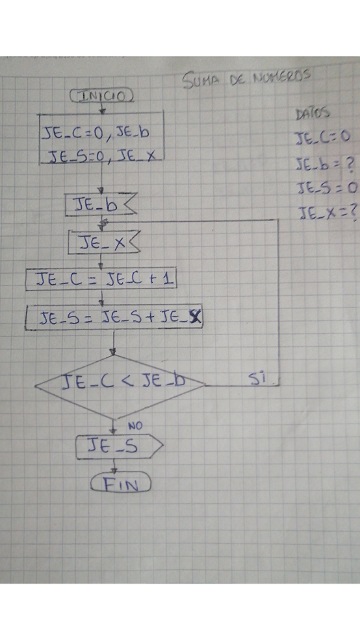 SUMA DE NUMEROS
INICIO
JE_C=0, JE_b
JE_S=0, JE_X
JE_b
JE_X
JE_C = JE_C + 1
JE_S = JE_S + JE_X
JE_C < JE_b
SI
NO
JE_S
FIN
DATOS
JE_C=0
JE_b=?
JE_S=0
JE_X=?